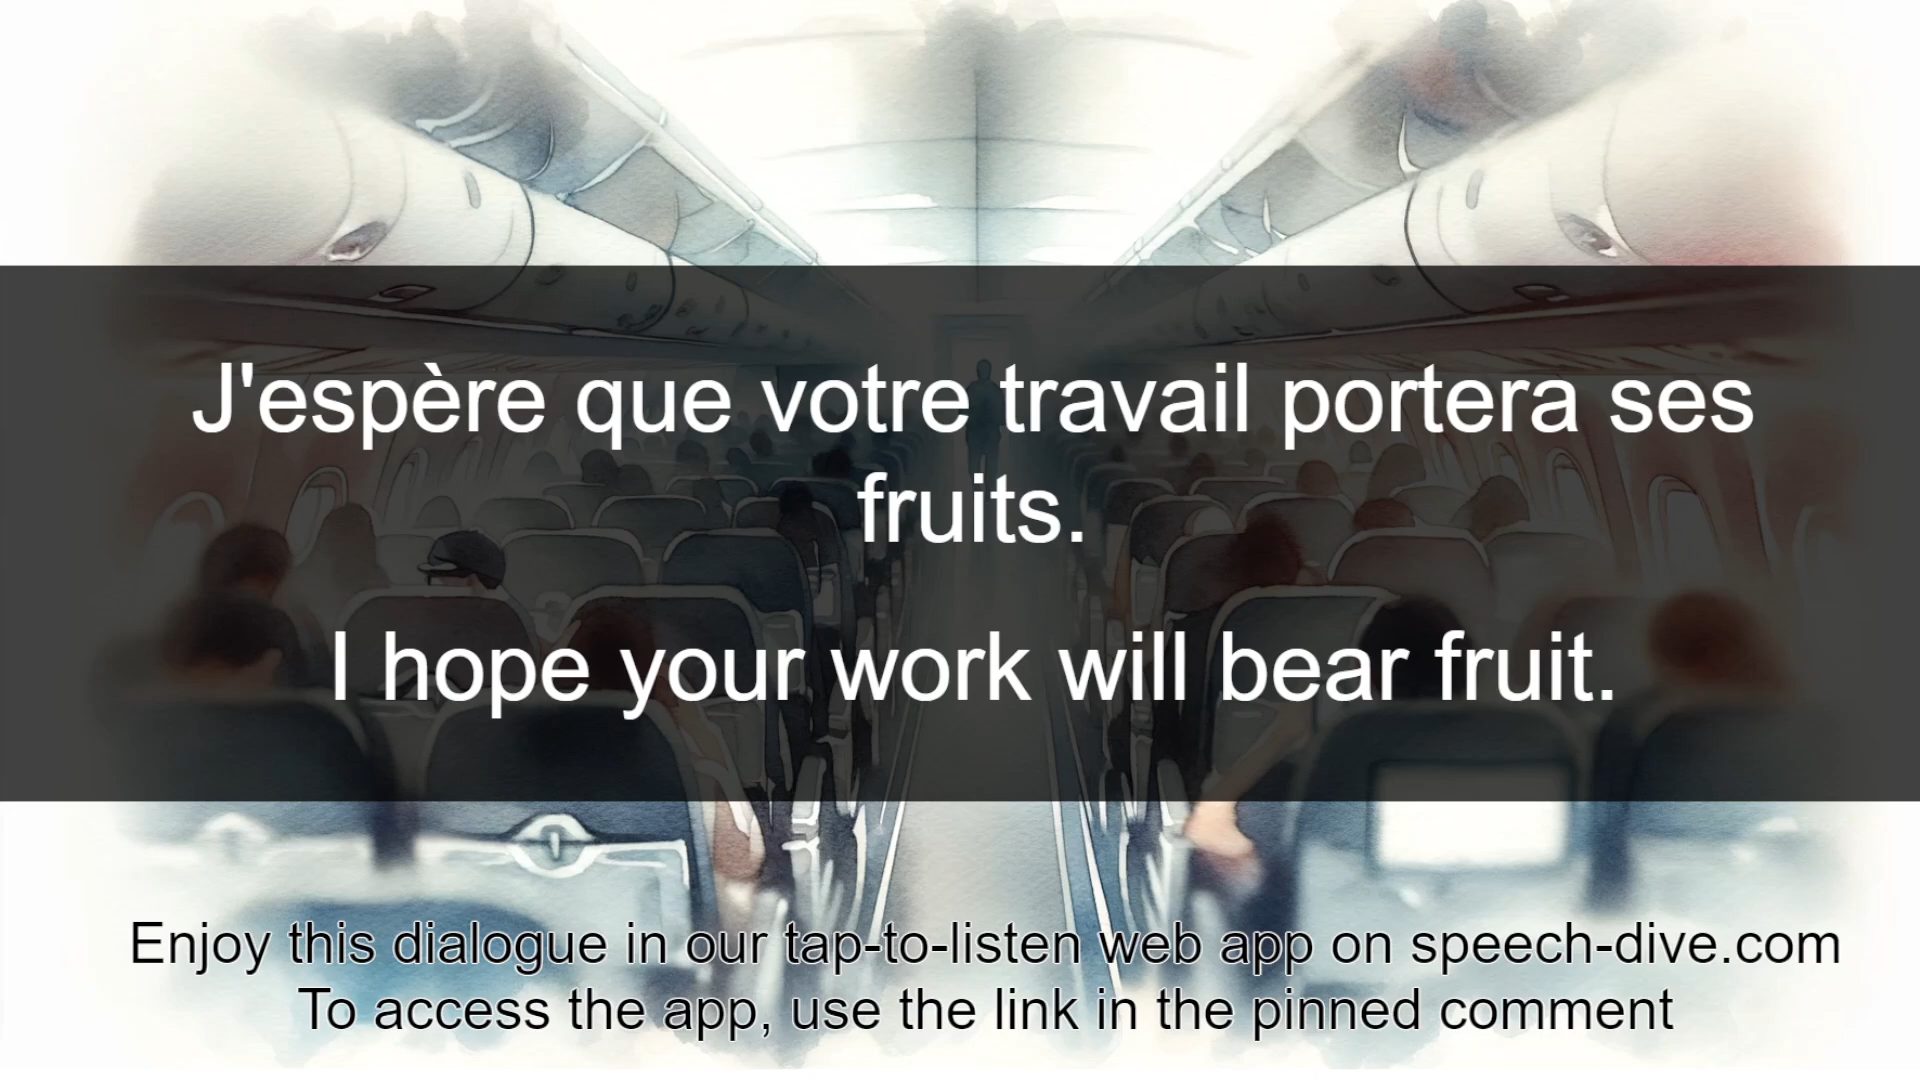 J'espère que votre travail portera ses
fruits.
I hope your work will bear fruit.
Enjoy this dialogue in our tap-to-listen web app on speech-dive.com
To access the app, use the link in the pinned comment